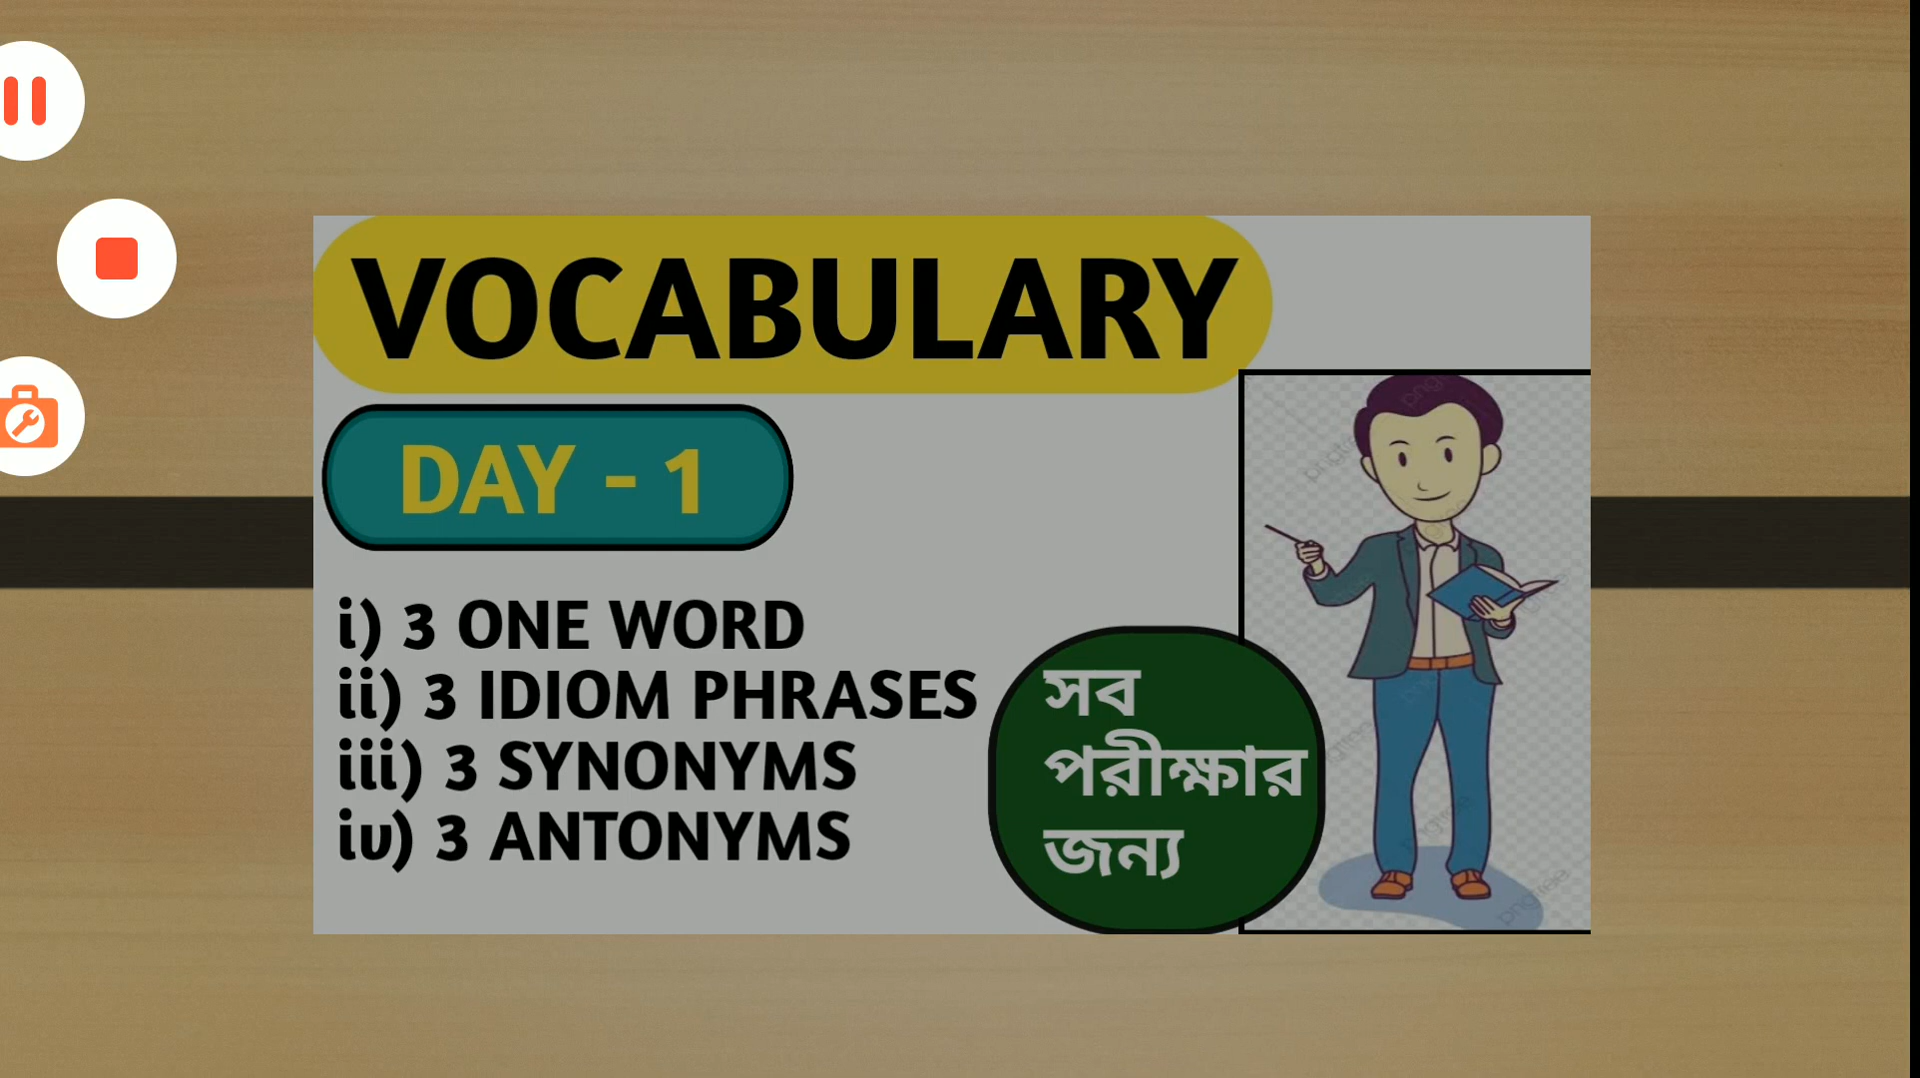 VOCABULARY
DAY - 1
i) 3 ONE WORD
ii) 3 IDIOM PHRASES
iii) 3 SYNONYMS
iv) 3 ANTONYMS
সব
পরীক্ষার
জন্য
pngtree